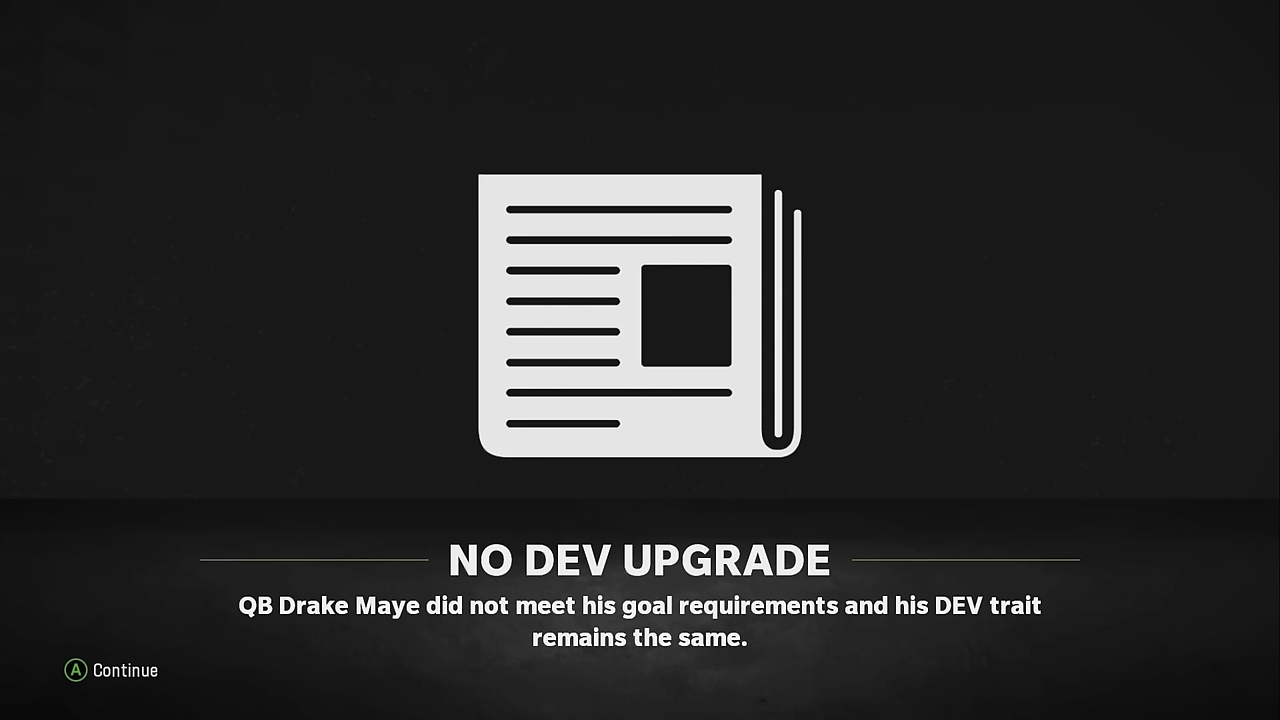 NO DEV UPGRADE
QB Drake Maye did not meet his goal requirements and his DEV trait
remains the same.
A Continue